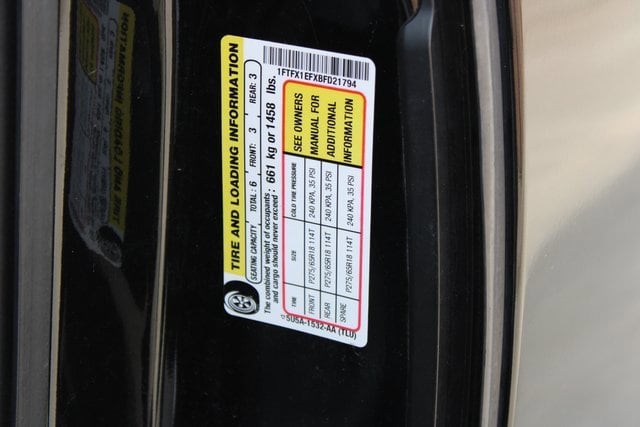 TIRE AND LOADING INFORMATION
SEATING CAPACITY TOTAL: 6 FRONT: 3 REAR: 3
The combined weight of occupants and cargo should never exceed: 661 kg or 1458 lbs.
TIRE SIZE COLD TIRE PRESSURE
FRONT P275/65R18 114T 240 KPA, 35 PSI
REAR P275/65R18 114T 240 KPA, 35 PSI
SPARE P275/65R18 114T 240 KPA, 35 PSI
SEE OWNERS
MANUAL FOR
ADDITIONAL
INFORMATION
5U5A-1532-AA (TLU)
1FTFX1EFXBFD21794